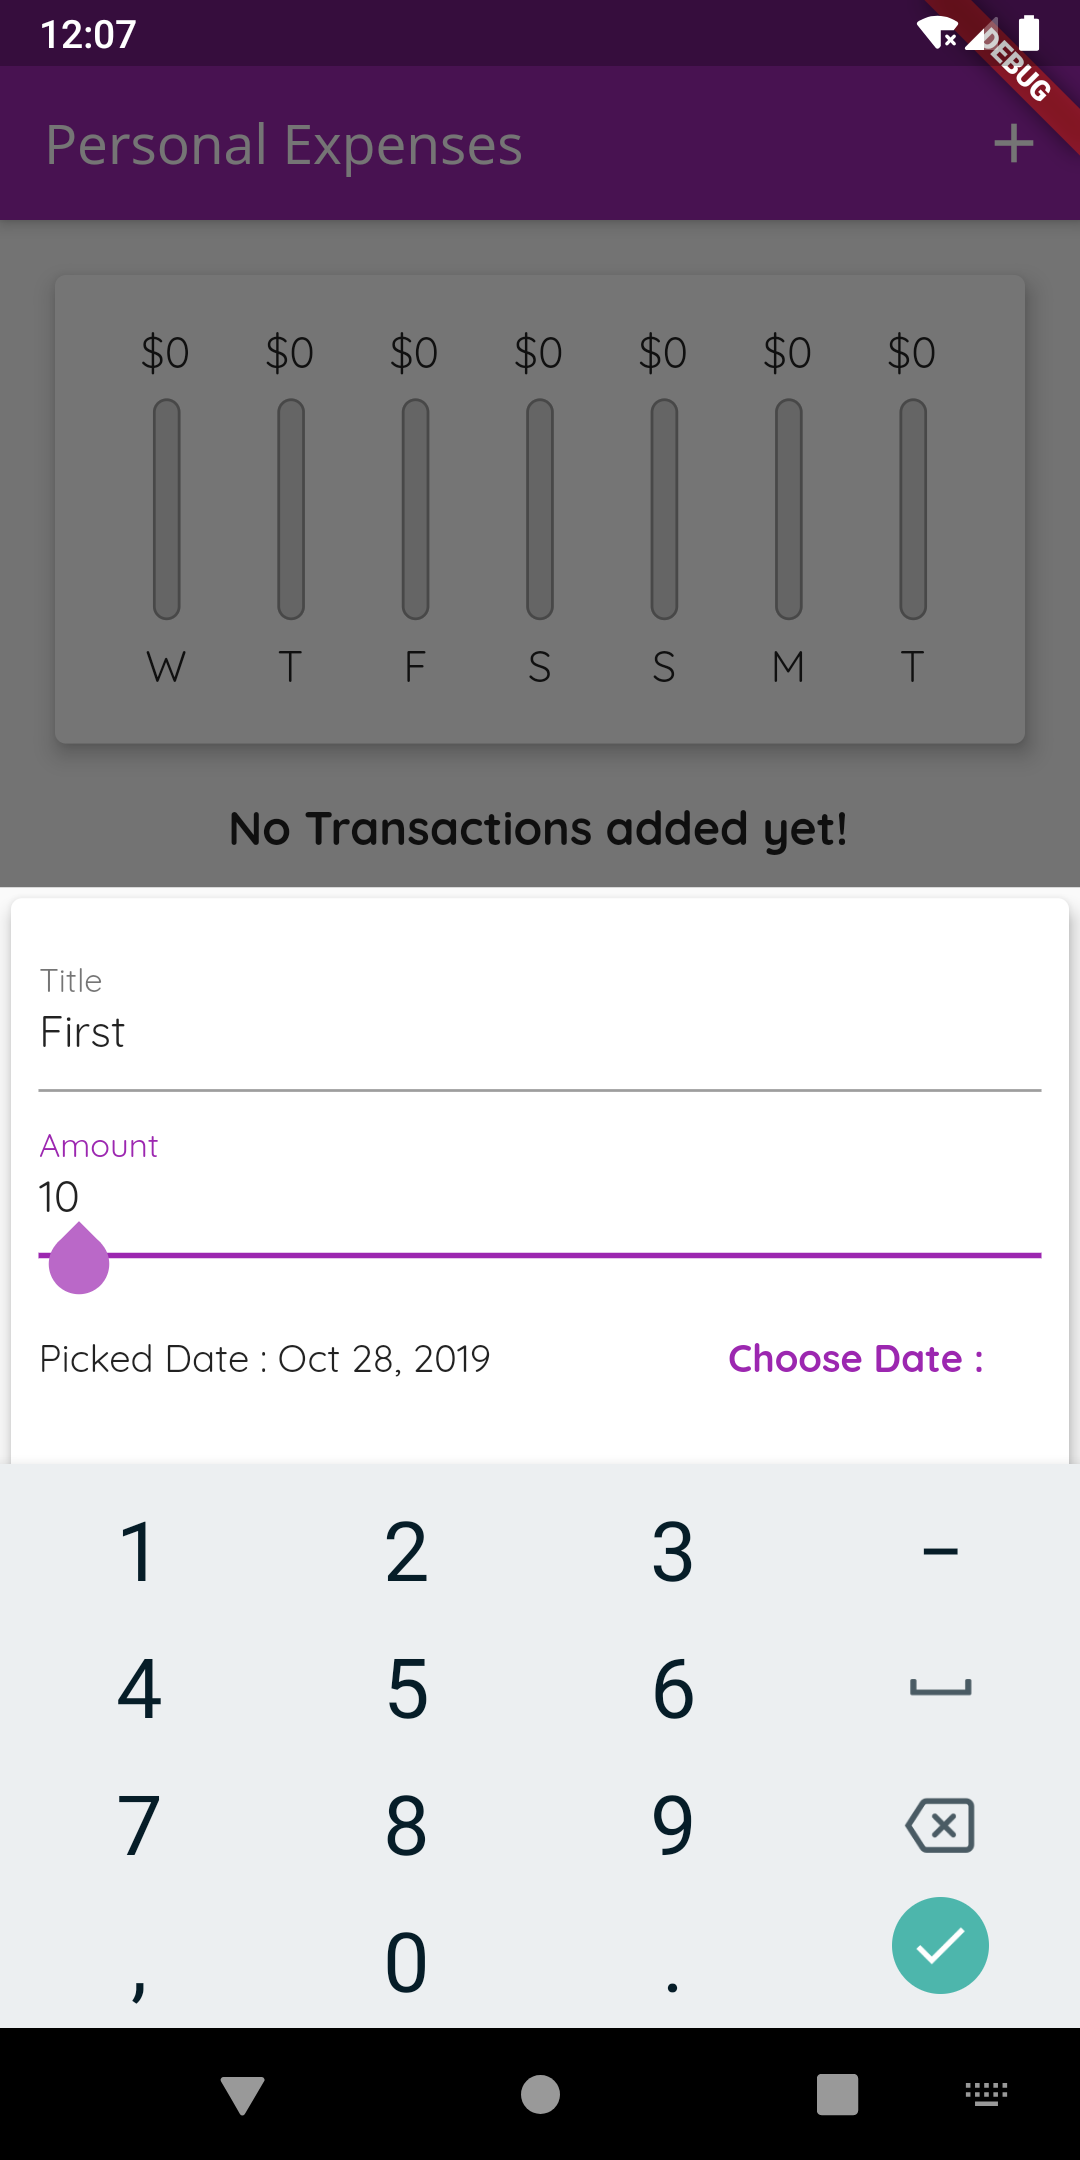 12:07
DEBUG
Personal Expenses +
$0 $0 $0 $0 $0 $0 $0
W T F S S M T
No Transactions added yet!
Title
First
Amount
10
Picked Date : Oct 28, 2019 Choose Date :
1 2 3 –
4 5 6
7 8 9
, 0 .